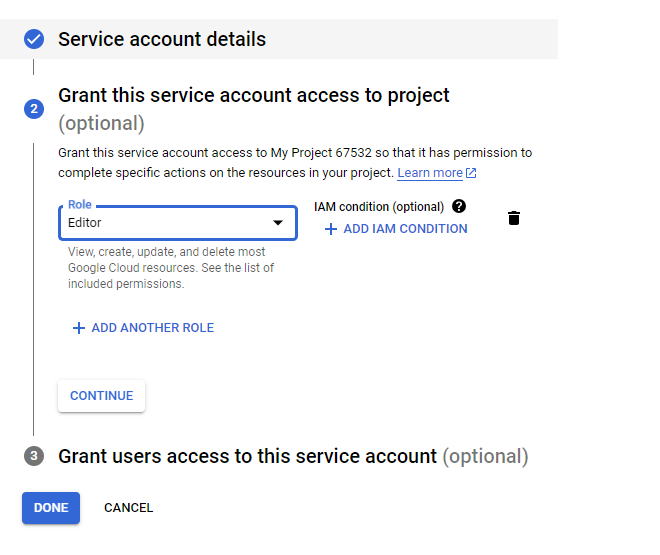 Service account details
2
Grant this service account access to project
(optional)
Grant this service account access to My Project 67532 so that it has permission to
complete specific actions on the resources in your project. Learn more
Role
Editor
IAM condition (optional) ?
+ ADD IAM CONDITION
View, create, update, and delete most
Google Cloud resources. See the list of
included permissions.
+ ADD ANOTHER ROLE
CONTINUE
3 Grant users access to this service account (optional)
DONE CANCEL